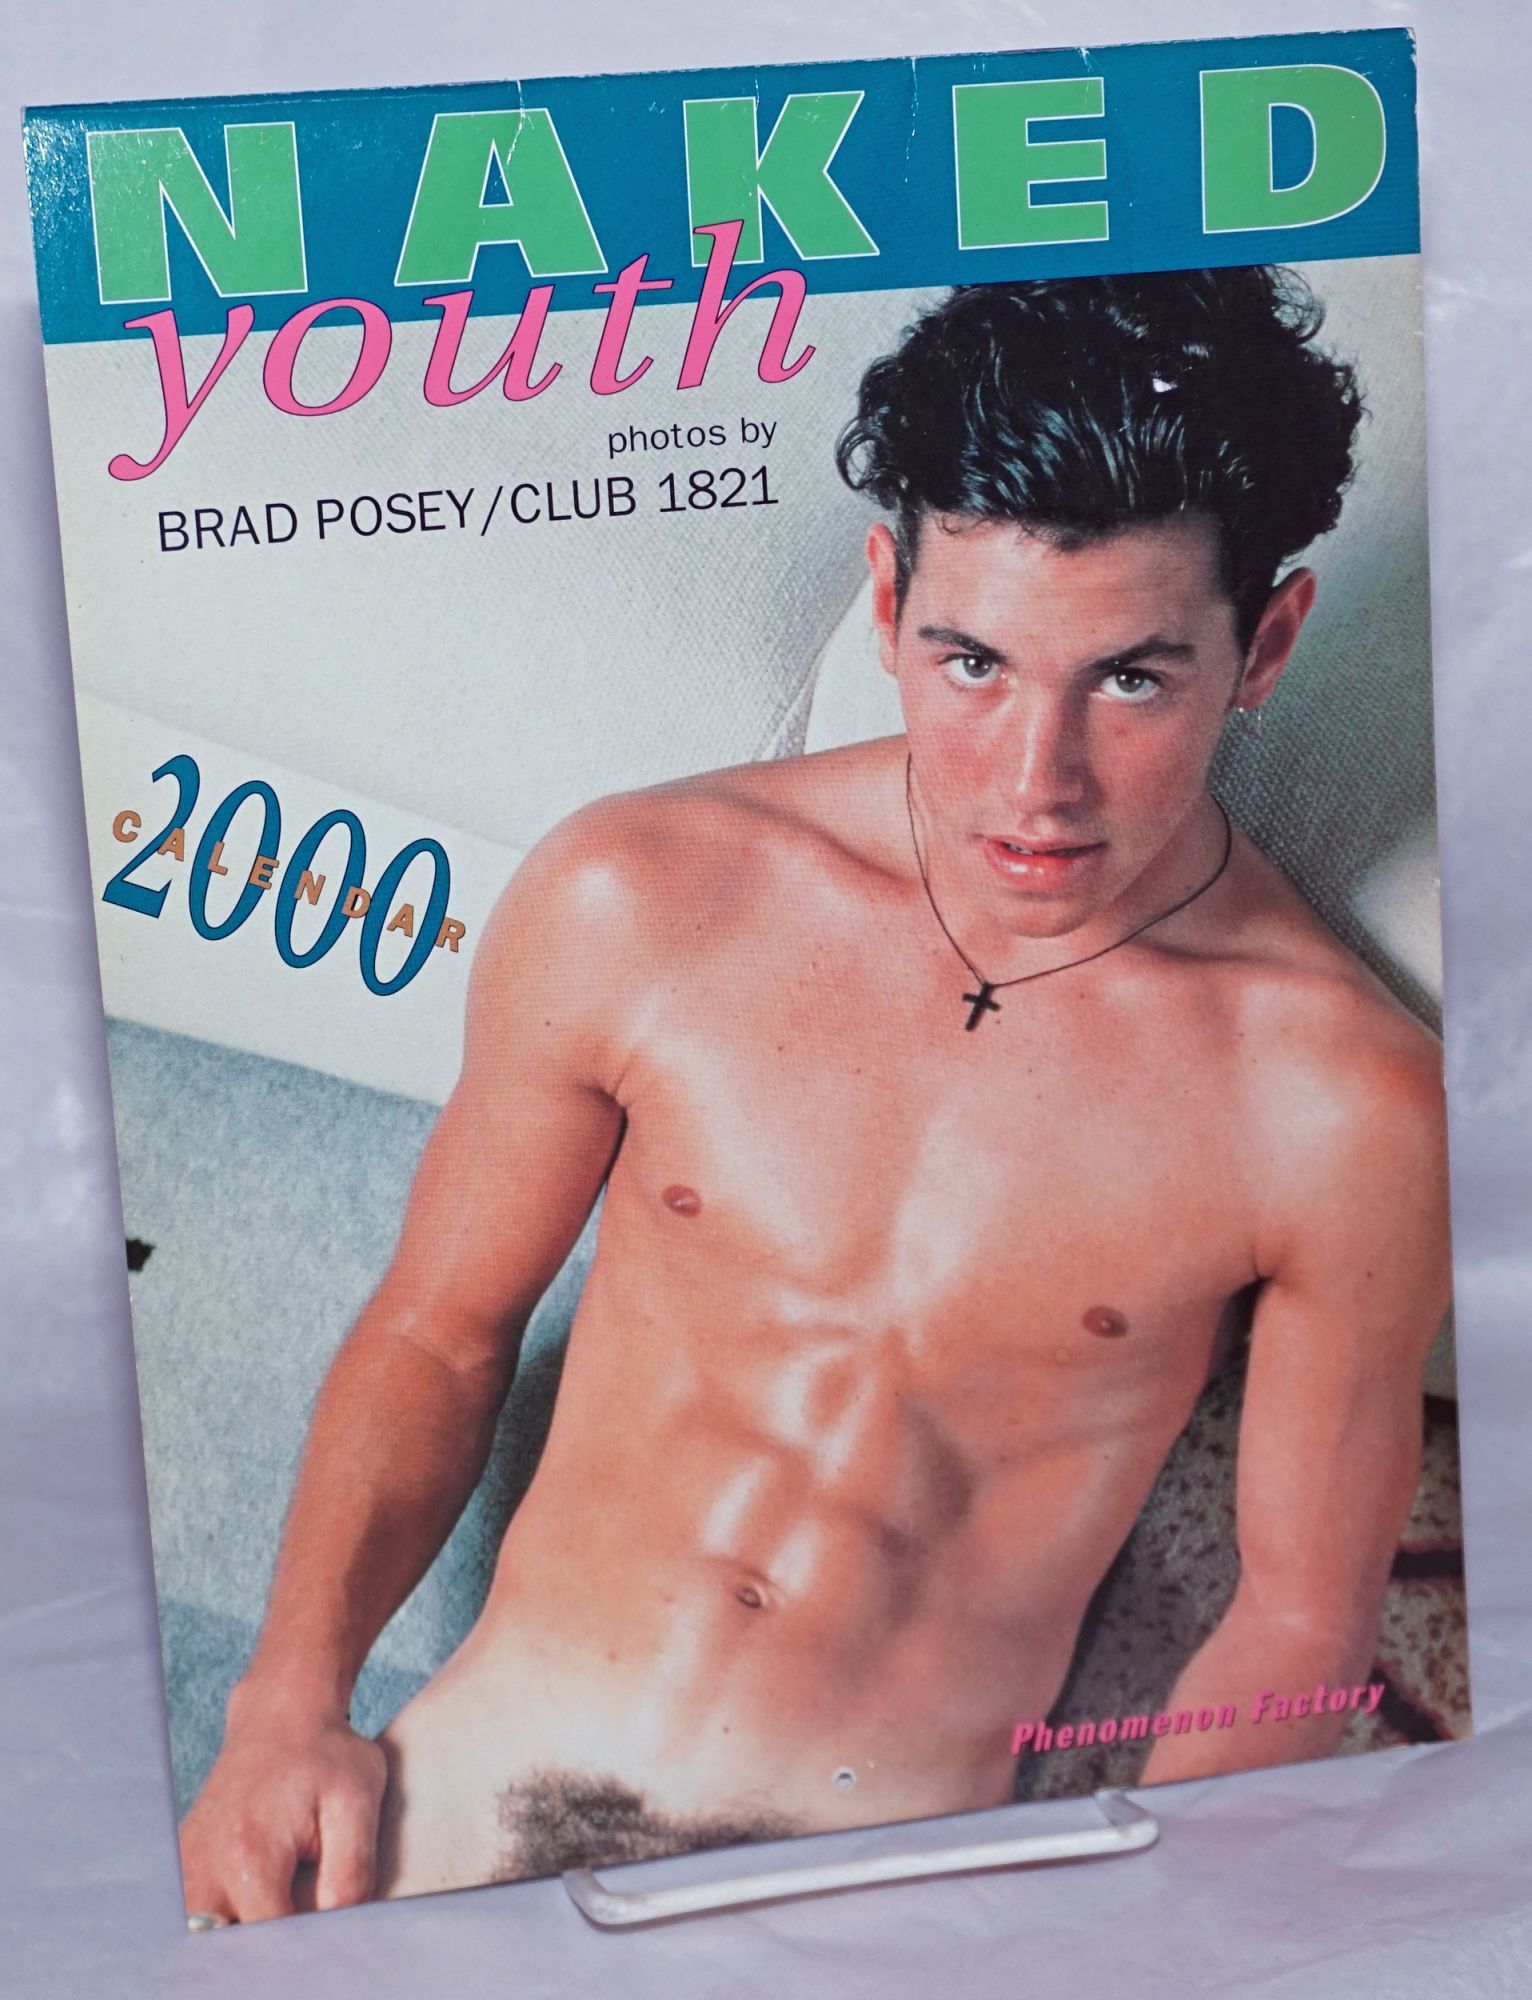 NAKED
youth
photos by
BRAD POSEY/CLUB 1821
2000
CALENDAR
Phenomenon Factory